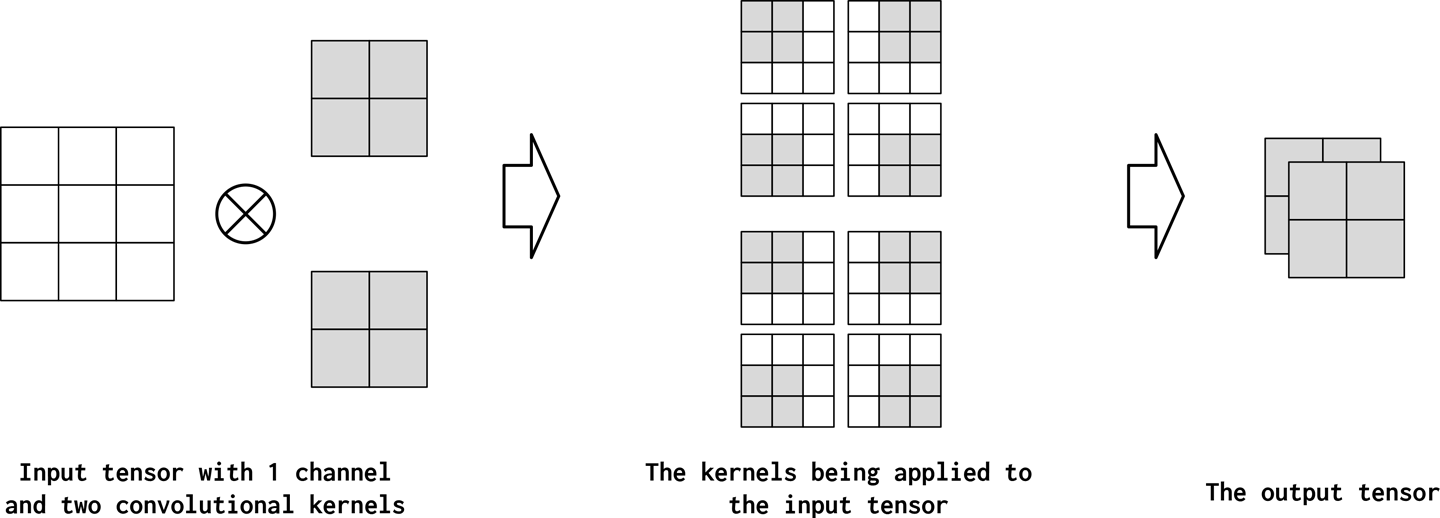 Input tensor with 1 channel
and two convolutional kernels
The kernels being applied to
the input tensor
The output tensor